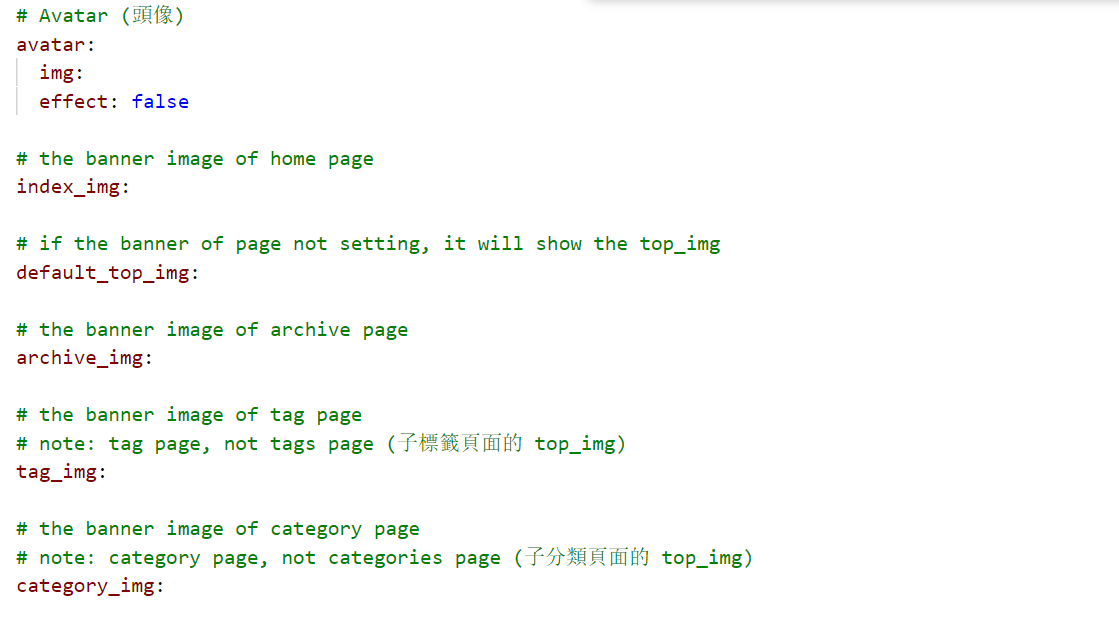 # Avatar (頭像)
avatar:
img:
effect: false
# the banner image of home page
index_img:
# if the banner of page not setting, it will show the top_img
default_top_img:
# the banner image of archive page
archive_img:
# the banner image of tag page
# note: tag page, not tags page (子標籤頁面的 top_img)
tag_img:
# the banner image of category page
# note: category page, not categories page (子分類頁面的 top_img)
category_img: